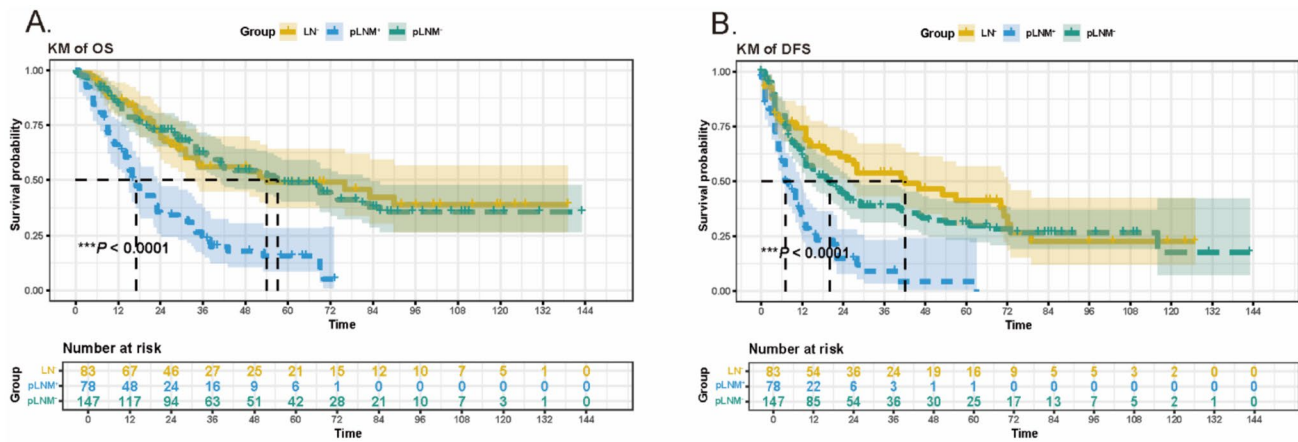 A.
Group LN⁻ pLNM⁺ pLNM⁻
KM of OS
Survival probability
1.00
0.75
0.50
0.25
0.00
***P < 0.0001
0 12 24 36 48 60 72 84 96 108 120 132 144
Time
Number at risk
Group
LN⁻ 83 67 46 27 25 21 15 12 10 7 5 1 0
pLNM⁺ 78 48 24 16 9 6 1 0 0 0 0 0 0
pLNM⁻ 147 117 94 63 51 42 28 21 10 7 3 1 0
0 12 24 36 48 60 72 84 96 108 120 132 144
Time
B.
Group LN⁻ pLNM⁺ pLNM⁻
KM of DFS
Survival probability
1.00
0.75
0.50
0.25
0.00
***P < 0.0001
0 12 24 36 48 60 72 84 96 108 120 132 144
Time
Number at risk
Group
LN⁻ 83 54 36 24 19 16 9 5 5 3 2 0 0
pLNM⁺ 78 22 6 3 1 1 0 0 0 0 0 0 0
pLNM⁻ 147 85 54 36 30 25 17 13 7 5 2 1 0
0 12 24 36 48 60 72 84 96 108 120 132 144
Time